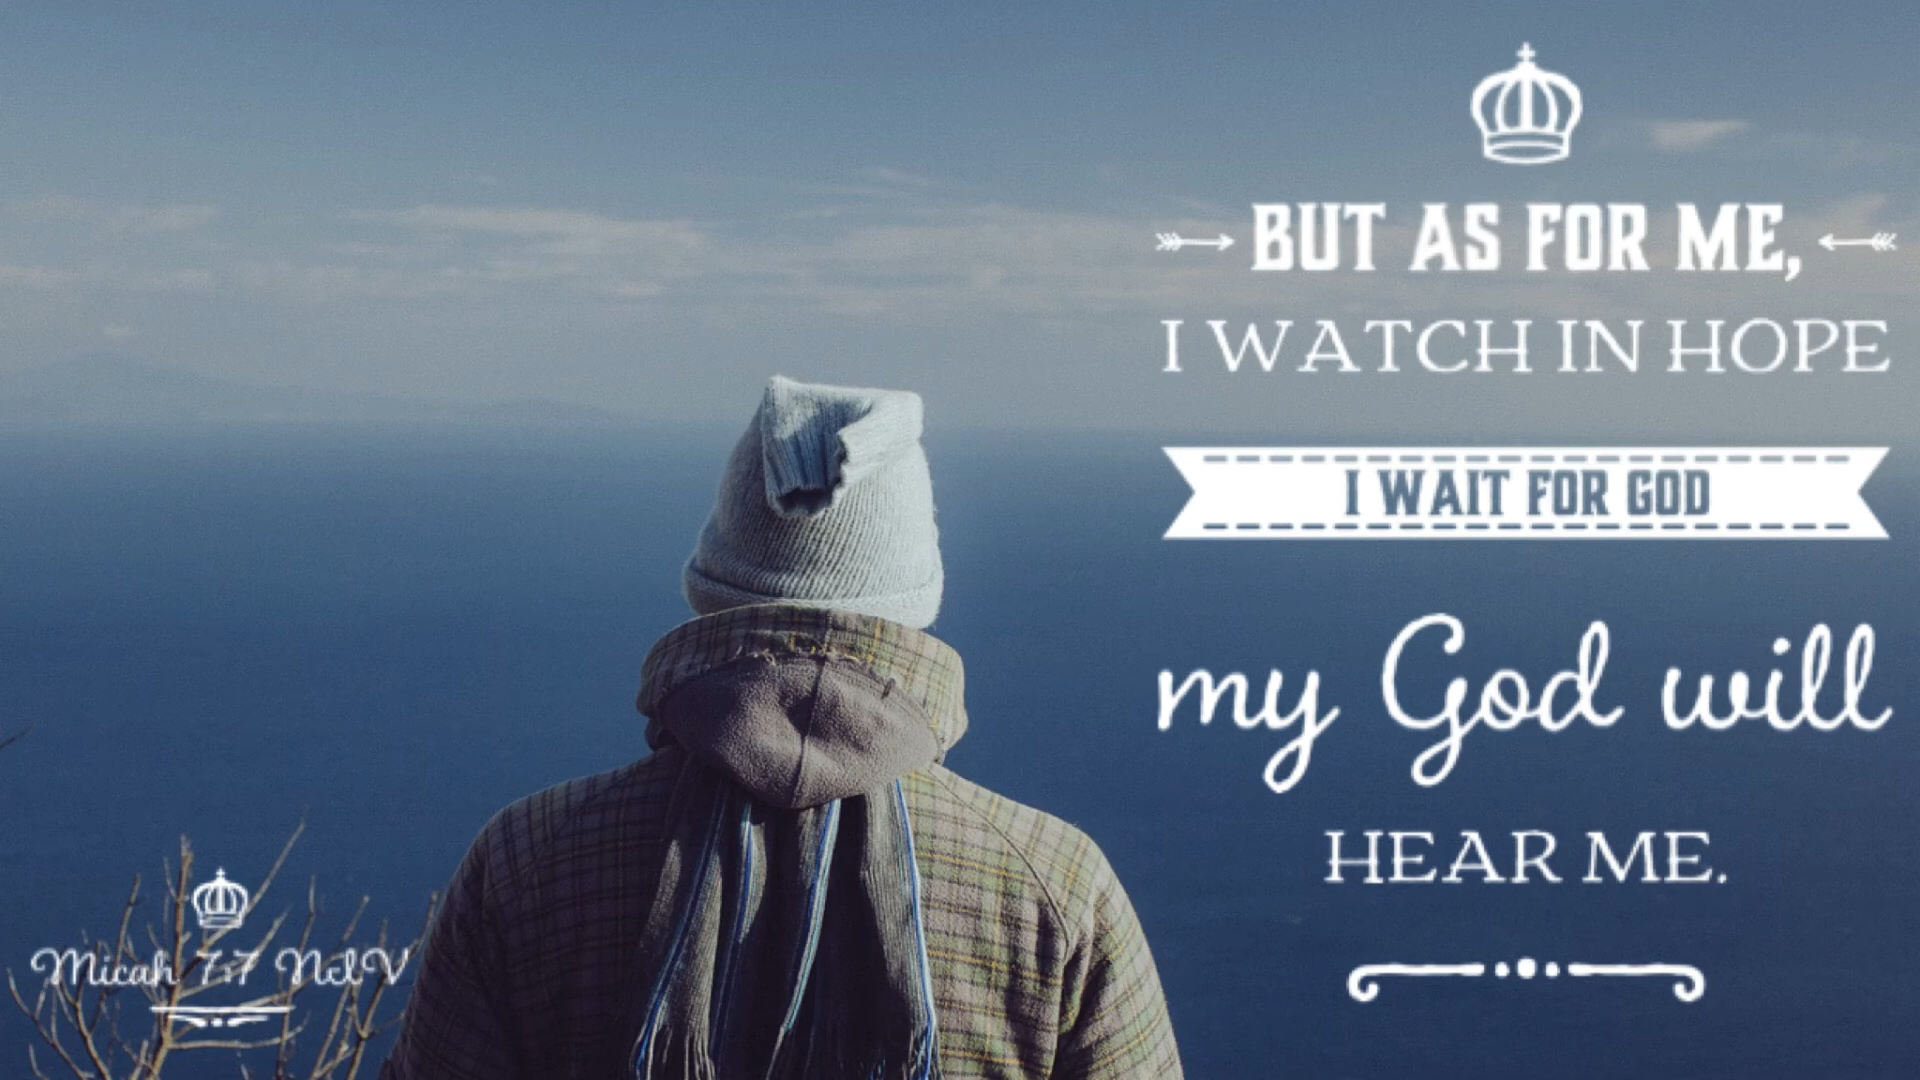 BUT AS FOR ME,
I WATCH IN HOPE
I WAIT FOR GOD
my God will
HEAR ME.
Micah 7:7 NIV